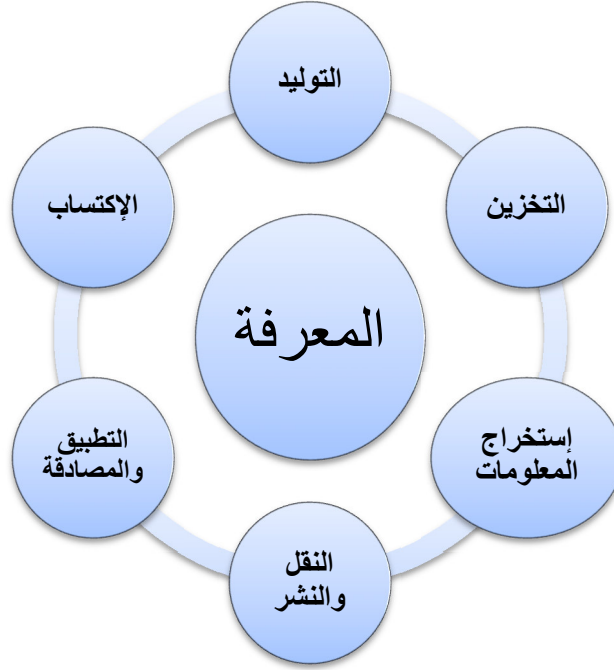 التوليد
التخزين
إستخراج
المعلومات
النقل
والنشر
التطبيق
والمصادقة
الإكتساب
المعرفة